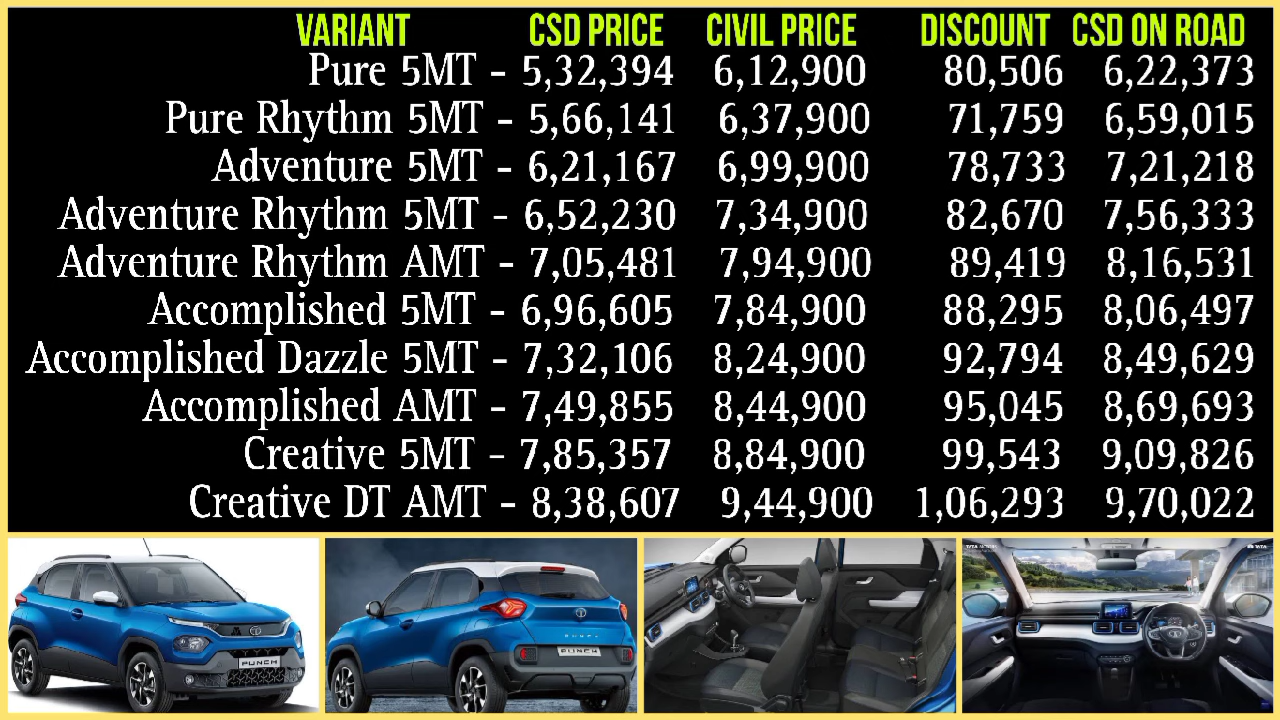 VARIANT CSD PRICE CIVIL PRICE DISCOUNT CSD ON ROAD
Pure 5MT - 5,32,394 6,12,900 80,506 6,22,373
Pure Rhythm 5MT - 5,66,141 6,37,900 71,759 6,59,015
Adventure 5MT - 6,21,167 6,99,900 78,733 7,21,218
Adventure Rhythm 5MT - 6,52,230 7,34,900 82,670 7,56,333
Adventure Rhythm AMT - 7,05,481 7,94,900 89,419 8,16,531
Accomplished 5MT - 6,96,605 7,84,900 88,295 8,06,497
Accomplished Dazzle 5MT - 7,32,106 8,24,900 92,794 8,49,629
Accomplished AMT - 7,49,855 8,44,900 95,045 8,69,693
Creative 5MT - 7,85,357 8,84,900 99,543 9,09,826
Creative DT AMT - 8,38,607 9,44,900 1,06,293 9,70,022
PUNCH
PUNCH
PUNCH
TATA MOTORS
TATA